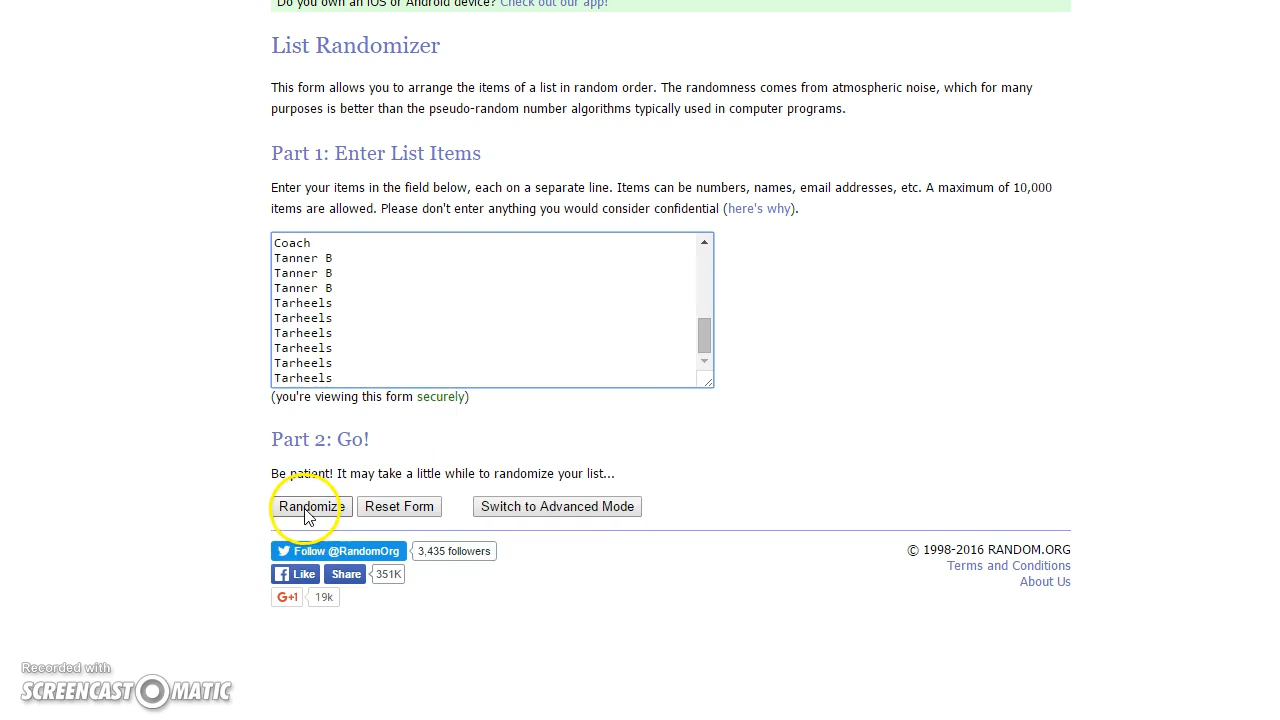 Do you own an iOS or Android device? Check out our app!
List Randomizer
This form allows you to arrange the items of a list in random order. The randomness comes from atmospheric noise, which for many
purposes is better than the pseudo-random number algorithms typically used in computer programs.
Part 1: Enter List Items
Enter your items in the field below, each on a separate line. Items can be numbers, names, email addresses, etc. A maximum of 10,000
items are allowed. Please don't enter anything you would consider confidential (here's why).
Coach
Tanner B
Tanner B
Tanner B
Tarheels
Tarheels
Tarheels
Tarheels
Tarheels
Tarheels
(you're viewing this form securely)
Part 2: Go!
Be patient! It may take a little while to randomize your list...
Randomize Reset Form Switch to Advanced Mode
Follow @RandomOrg 3,435 followers
© 1998-2016 RANDOM.ORG
Like Share 351K
Terms and Conditions
G+1 19k
About Us
Recorded with
SCREENCAST-O-MATIC